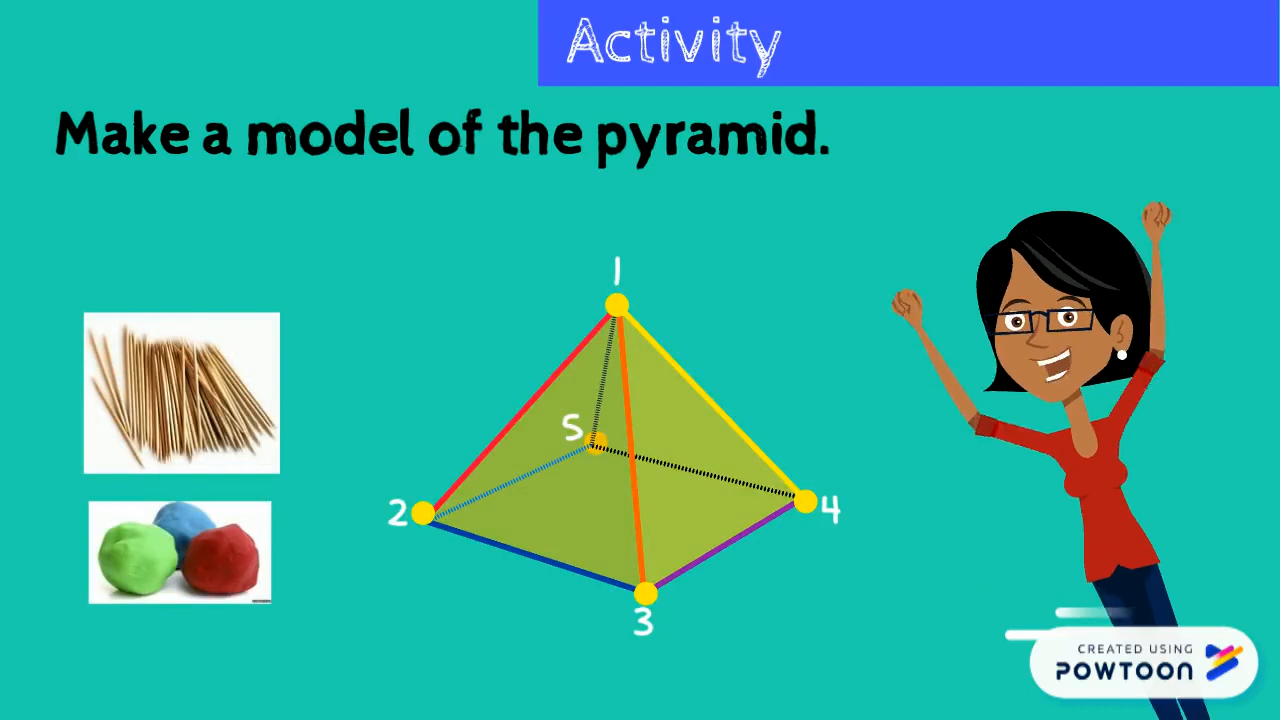 Activity
Make a model of the pyramid.
1
5
2
4
3
CREATED USING
POWTOON